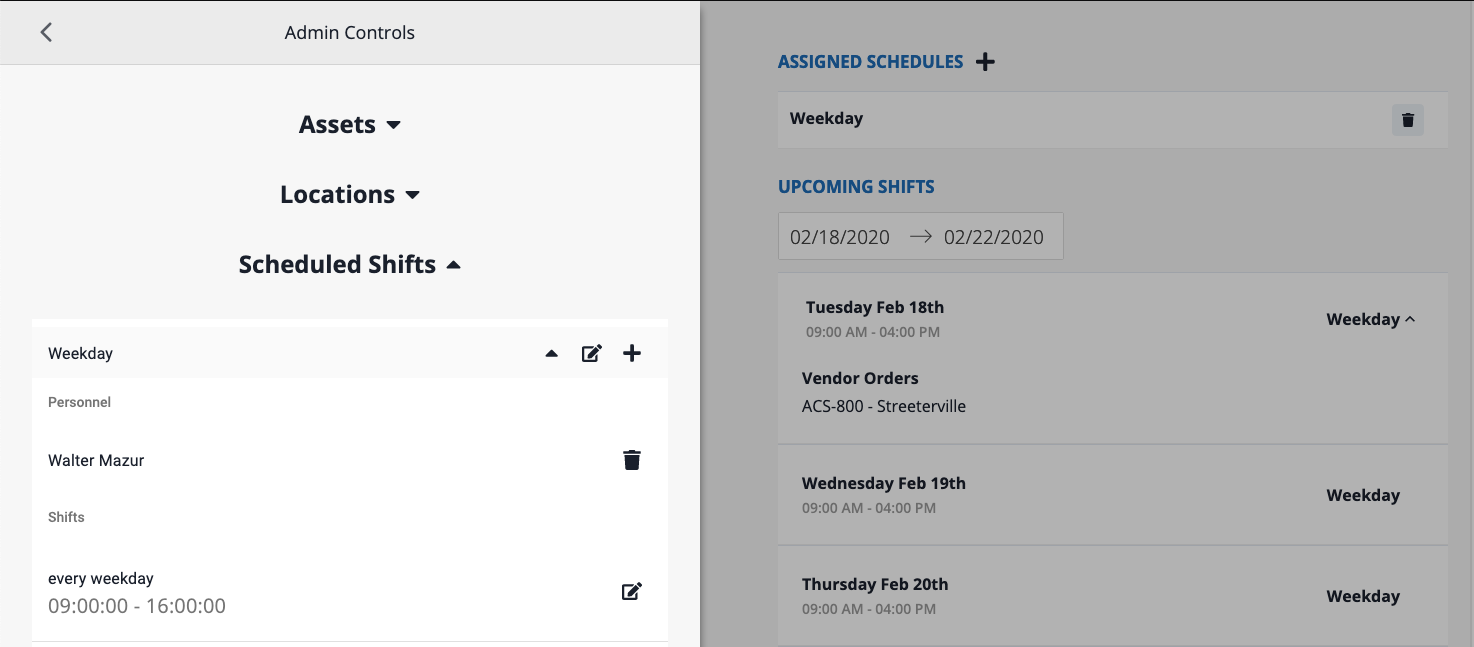 Admin Controls
Assets
Locations
Scheduled Shifts
Weekday
Personnel
Walter Mazur
Shifts
every weekday
09:00:00 - 16:00:00
ASSIGNED SCHEDULES
Weekday
UPCOMING SHIFTS
02/18/2020 → 02/22/2020
Tuesday Feb 18th
09:00 AM - 04:00 PM
Weekday
Vendor Orders
ACS-800 - Streeterville
Wednesday Feb 19th
09:00 AM - 04:00 PM
Weekday
Thursday Feb 20th
09:00 AM - 04:00 PM
Weekday